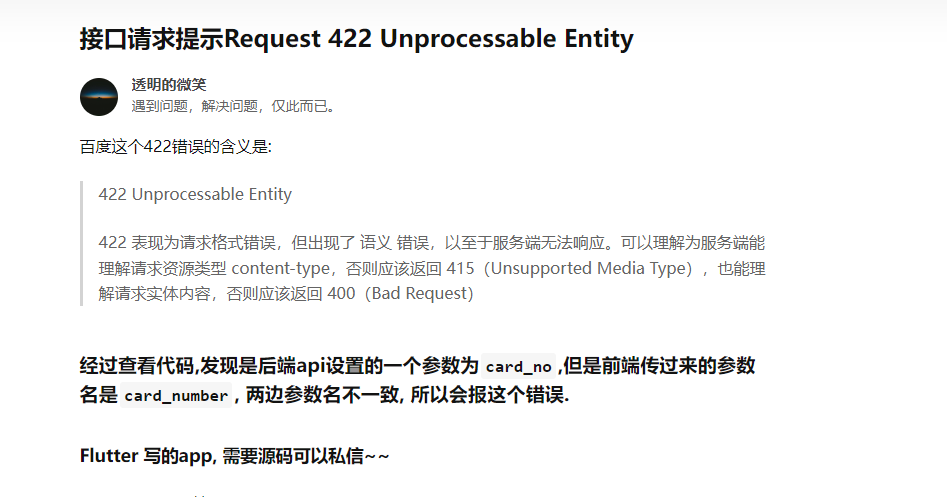 接口请求提示Request 422 Unprocessable Entity
透明的微笑
遇到问题，解决问题，仅此而已。
百度这个422错误的含义是:
422 Unprocessable Entity
422 表现为请求格式错误，但出现了 语义 错误，以至于服务端无法响应。可以理解为服务端能
理解请求资源类型 content-type，否则应该返回 415（Unsupported Media Type），也能理
解请求实体内容，否则应该返回 400（Bad Request）
经过查看代码,发现是后端api设置的一个参数为 card_no ,但是前端传过来的参数
名是 card_number , 两边参数名不一致, 所以会报这个错误.
Flutter 写的app, 需要源码可以私信~~